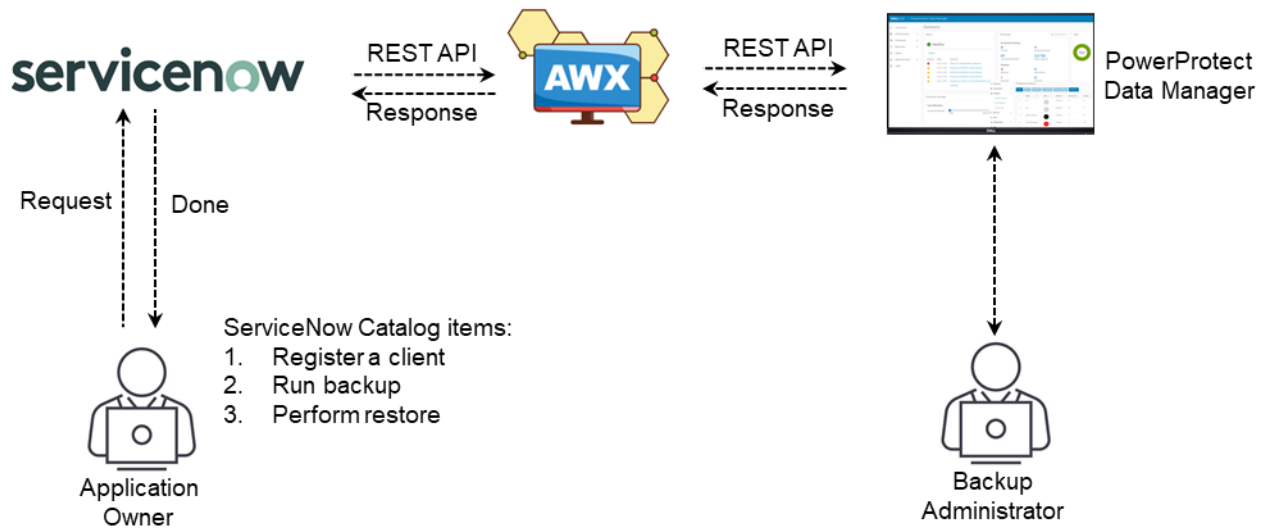 servicenow
REST API
Response
AWX
REST API
Response
PowerProtect
Data Manager
Request
Done
ServiceNow Catalog items:
1. Register a client
2. Run backup
3. Perform restore
Application
Owner
Backup
Administrator